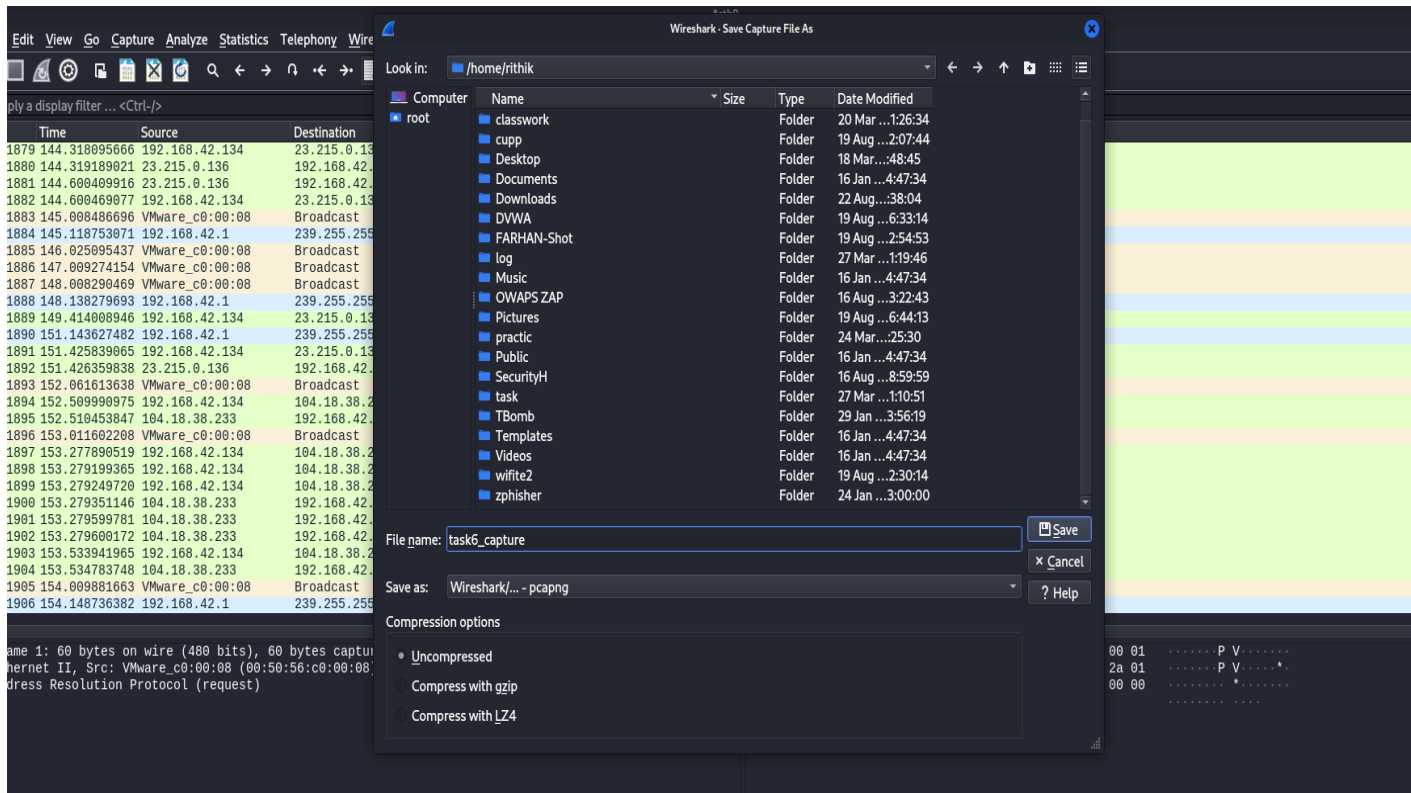 Wireshark · Save Capture File As
Edit View Go Capture Analyze Statistics Telephony Wire
ply a display filter ... <Ctrl-/>
Time Source Destination
1879 144.318095666 192.168.42.134 23.215.0.13
1880 144.319189021 23.215.0.136 192.168.42.
1881 144.600409916 23.215.0.136 192.168.42.
1882 144.600469077 192.168.42.134 23.215.0.13
1883 145.008486696 VMware_c0:00:08 Broadcast
1884 145.118753071 192.168.42.1 239.255.255
1885 146.025095437 VMware_c0:00:08 Broadcast
1886 147.009274154 VMware_c0:00:08 Broadcast
1887 148.008290469 VMware_c0:00:08 Broadcast
1888 148.138279693 192.168.42.1 239.255.255
1889 149.414008946 192.168.42.134 23.215.0.13
1890 151.143627482 192.168.42.1 239.255.255
1891 151.425839065 192.168.42.134 23.215.0.13
1892 151.426359838 23.215.0.136 192.168.42.
1893 152.061613638 VMware_c0:00:08 Broadcast
1894 152.509990975 192.168.42.134 104.18.38.2
1895 152.510453847 104.18.38.233 192.168.42.
1896 153.011602208 VMware_c0:00:08 Broadcast
1897 153.277890519 192.168.42.134 104.18.38.2
1898 153.279199365 192.168.42.134 104.18.38.2
1899 153.279249720 192.168.42.134 104.18.38.2
1900 153.279351146 104.18.38.233 192.168.42.
1901 153.279599781 104.18.38.233 192.168.42.
1902 153.279600172 104.18.38.233 192.168.42.
1903 153.533941965 192.168.42.134 104.18.38.2
1904 153.534783748 104.18.38.233 192.168.42.
1905 154.009881663 VMware_c0:00:08 Broadcast
1906 154.148736382 192.168.42.1 239.255.255
ame 1: 60 bytes on wire (480 bits), 60 bytes captur
hernet II, Src: VMware_c0:00:08 (00:50:56:c0:00:08)
dress Resolution Protocol (request)
Look in: /home/rithik
Computer
root
Name Size Type Date Modified
classwork Folder 20 Mar ...1:26:34
cupp Folder 19 Aug ...2:07:44
Desktop Folder 18 Mar...:48:45
Documents Folder 16 Jan ...4:47:34
Downloads Folder 22 Aug...:38:04
DVWA Folder 19 Aug ...6:33:14
FARHAN-Shot Folder 19 Aug ...2:54:53
log Folder 27 Mar ...1:19:46
Music Folder 16 Jan ...4:47:34
OWAPS ZAP Folder 16 Aug ...3:22:43
Pictures Folder 19 Aug ...6:44:13
practic Folder 24 Mar...:25:30
Public Folder 16 Jan ...4:47:34
SecurityH Folder 16 Aug ...8:59:59
task Folder 27 Mar ...1:10:51
TBomb Folder 29 Jan ...3:56:19
Templates Folder 16 Jan ...4:47:34
Videos Folder 16 Jan ...4:47:34
wifite2 Folder 19 Aug ...2:30:14
zphisher Folder 24 Jan ...3:00:00
File name: task6_capture
Save
Cancel
Save as: Wireshark/... - pcapng
? Help
Compression options
Uncompressed
Compress with gzip
Compress with LZ4
00 01 ·······P V·······
2a 01 ·······P V·····*·
00 00 ········ *·······
········ ····